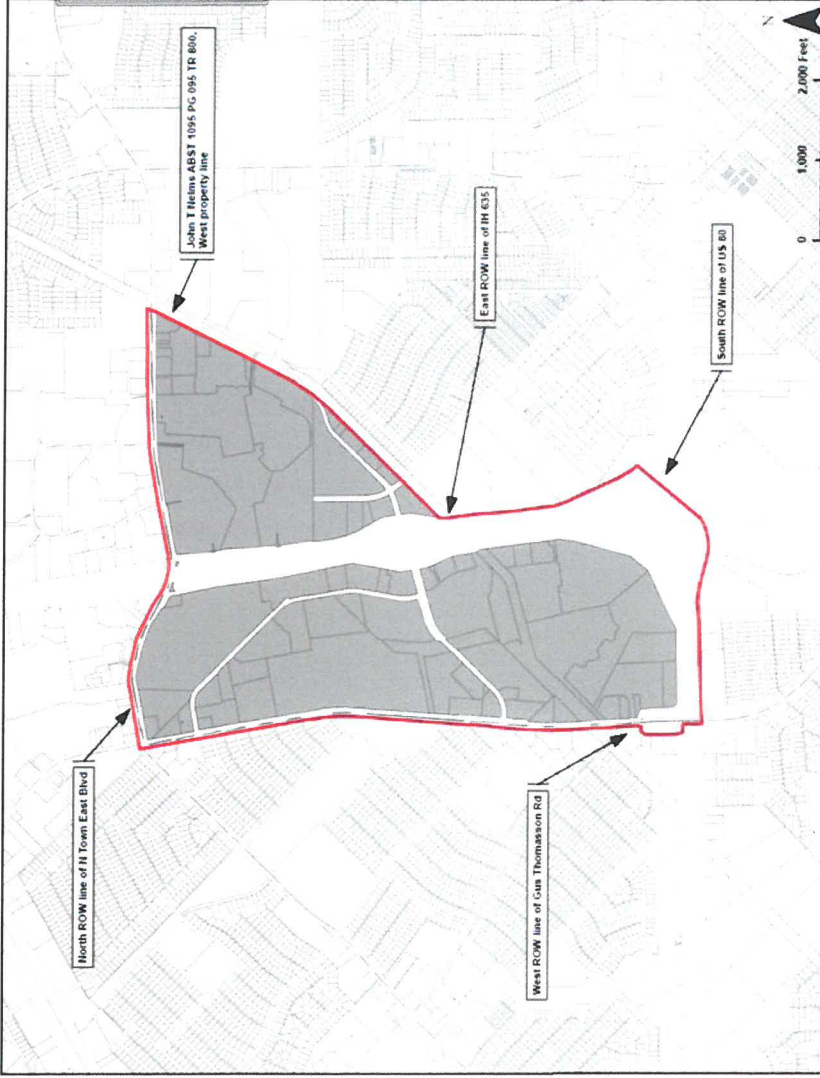 North ROW line of N Town East Blvd
John T Nelms ABST 1095 PG 095 TR 800,
West property line
East ROW line of IH 635
South ROW line of US 80
West ROW line of Gus Thomasson Rd
N
0 1,000 2,000 Feet